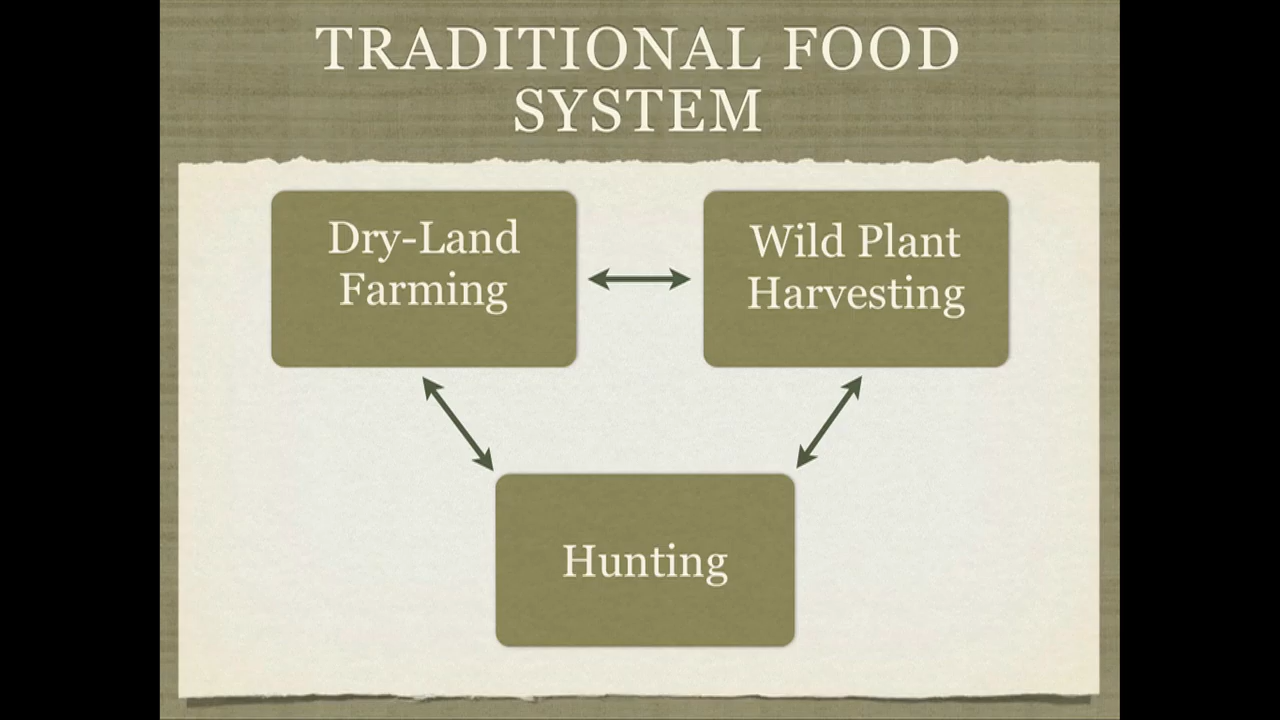 TRADITIONAL FOOD
SYSTEM
Dry-Land
Farming
Wild Plant
Harvesting
Hunting